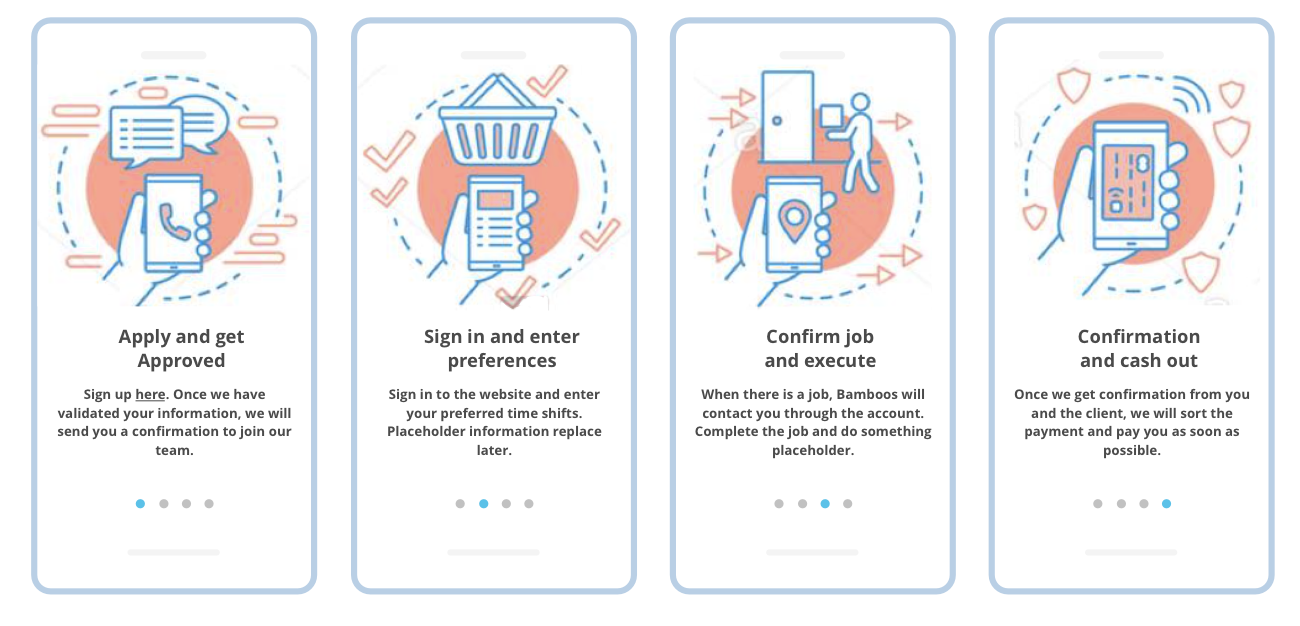 Apply and get
Approved
Sign up here. Once we have
validated your information, we will
send you a confirmation to join our
team.
Sign in and enter
preferences
Sign in to the website and enter
your preferred time shifts.
Placeholder information replace
later.
Confirm job
and execute
When there is a job, Bamboos will
contact you through the account.
Complete the job and do something
placeholder.
Confirmation
and cash out
Once we get confirmation from you
and the client, we will sort the
payment and pay you as soon as
possible.